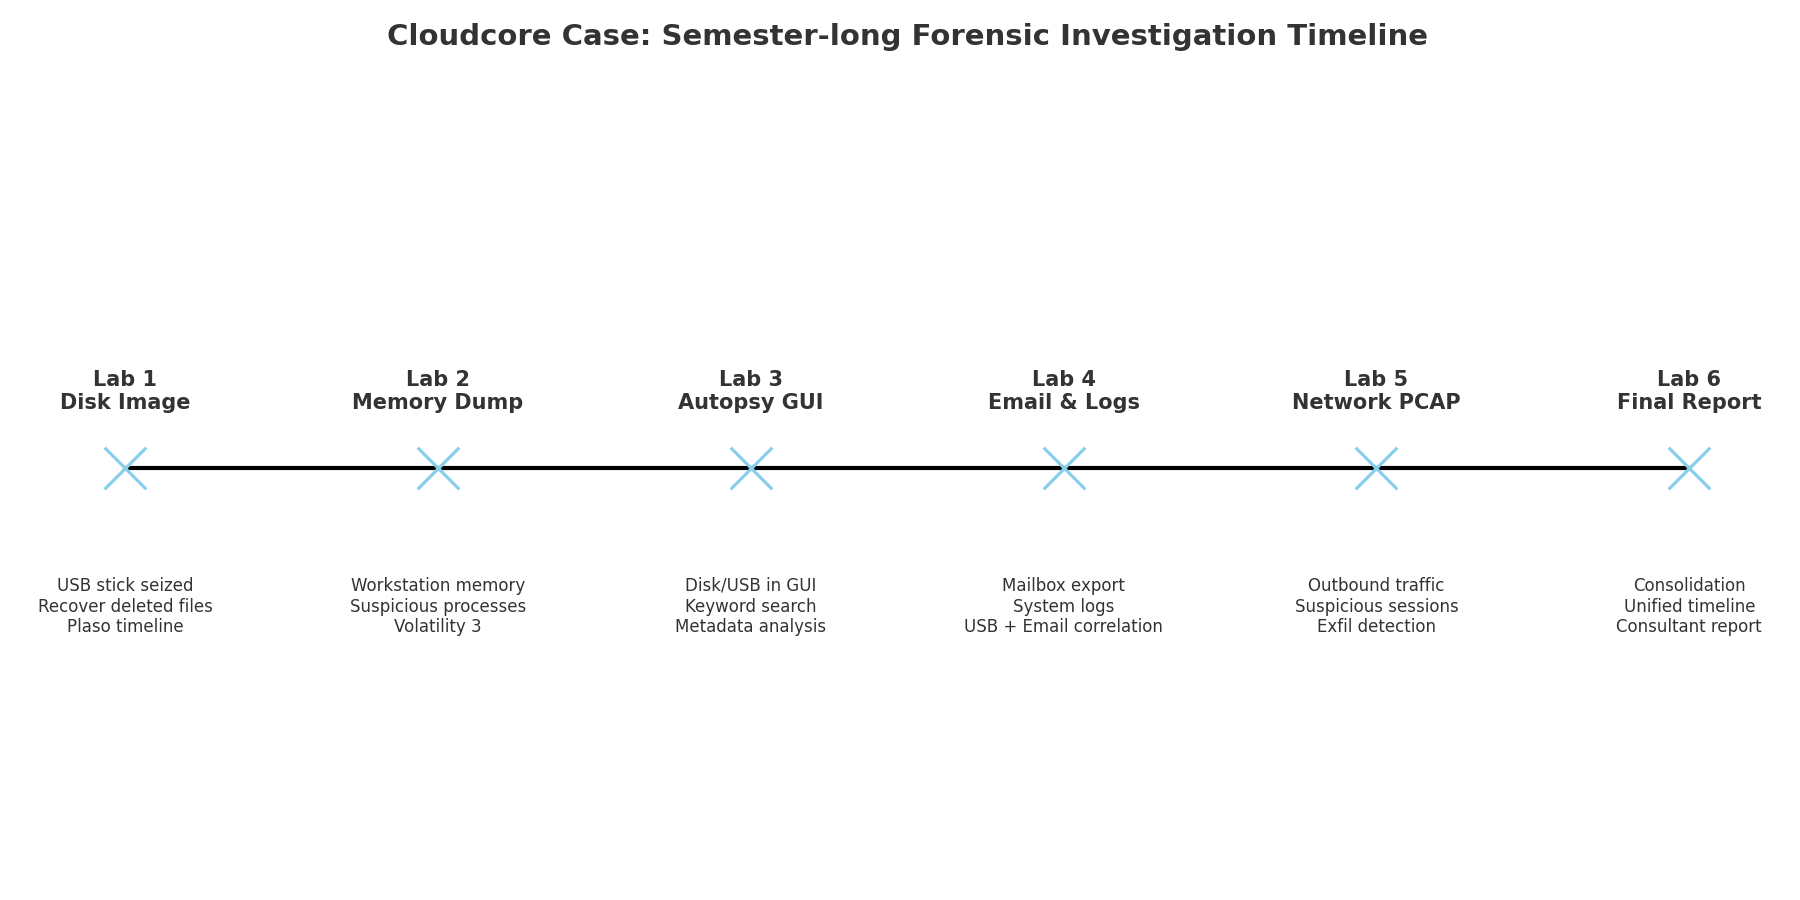 Cloudcore Case: Semester-long Forensic Investigation Timeline
Lab 1
Disk Image
USB stick seized
Recover deleted files
Plaso timeline
Lab 2
Memory Dump
Workstation memory
Suspicious processes
Volatility 3
Lab 3
Autopsy GUI
Disk/USB in GUI
Keyword search
Metadata analysis
Lab 4
Email & Logs
Mailbox export
System logs
USB + Email correlation
Lab 5
Network PCAP
Outbound traffic
Suspicious sessions
Exfil detection
Lab 6
Final Report
Consolidation
Unified timeline
Consultant report